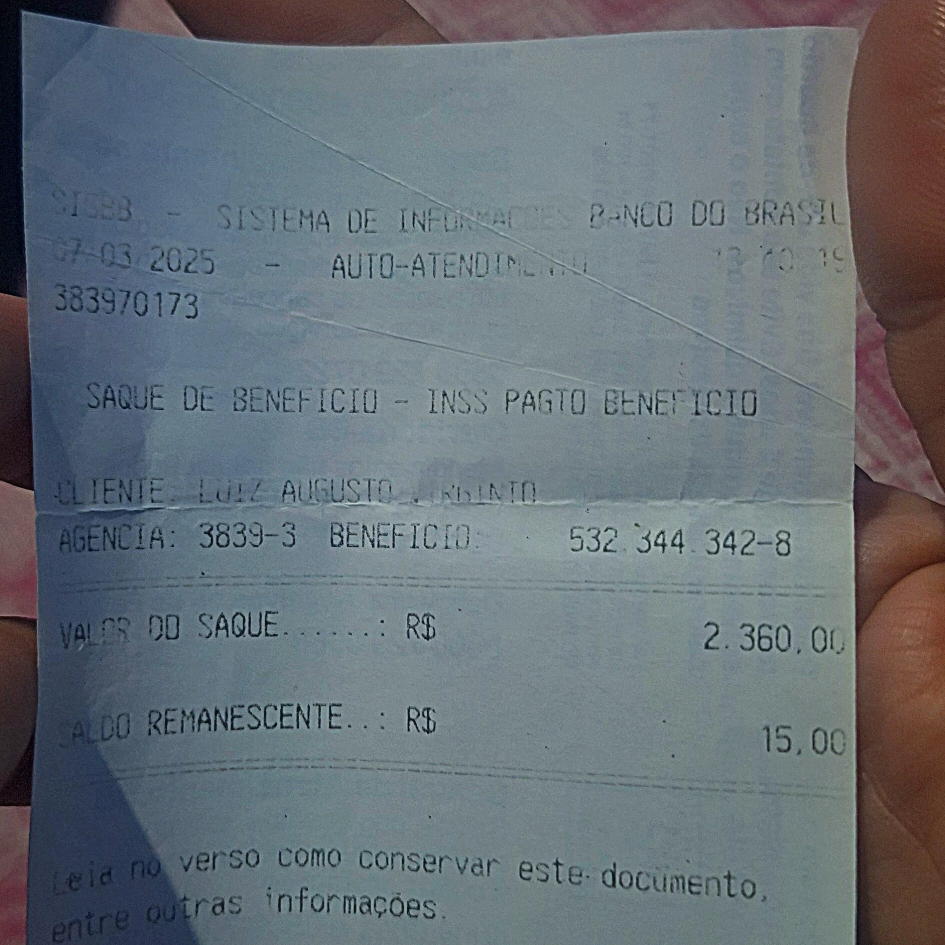 SISBB - SISTEMA DE INFORMACOES BANCO DO BRASIL
07-03-2025 - AUTO-ATENDIMENTO
383970173
SAQUE DE BENEFICIO - INSS PAGTO BENEFICIO
CLIENTE: LUIZ AUGUSTO VIRGINIO
AGENCIA: 3839-3 BENEFICIO: 532.344.342-8
VALOR DO SAQUE......: R$ 2.360,00
SALDO REMANESCENTE..: R$ 15,00
Leia no verso como conservar este documento,
entre outras informações.